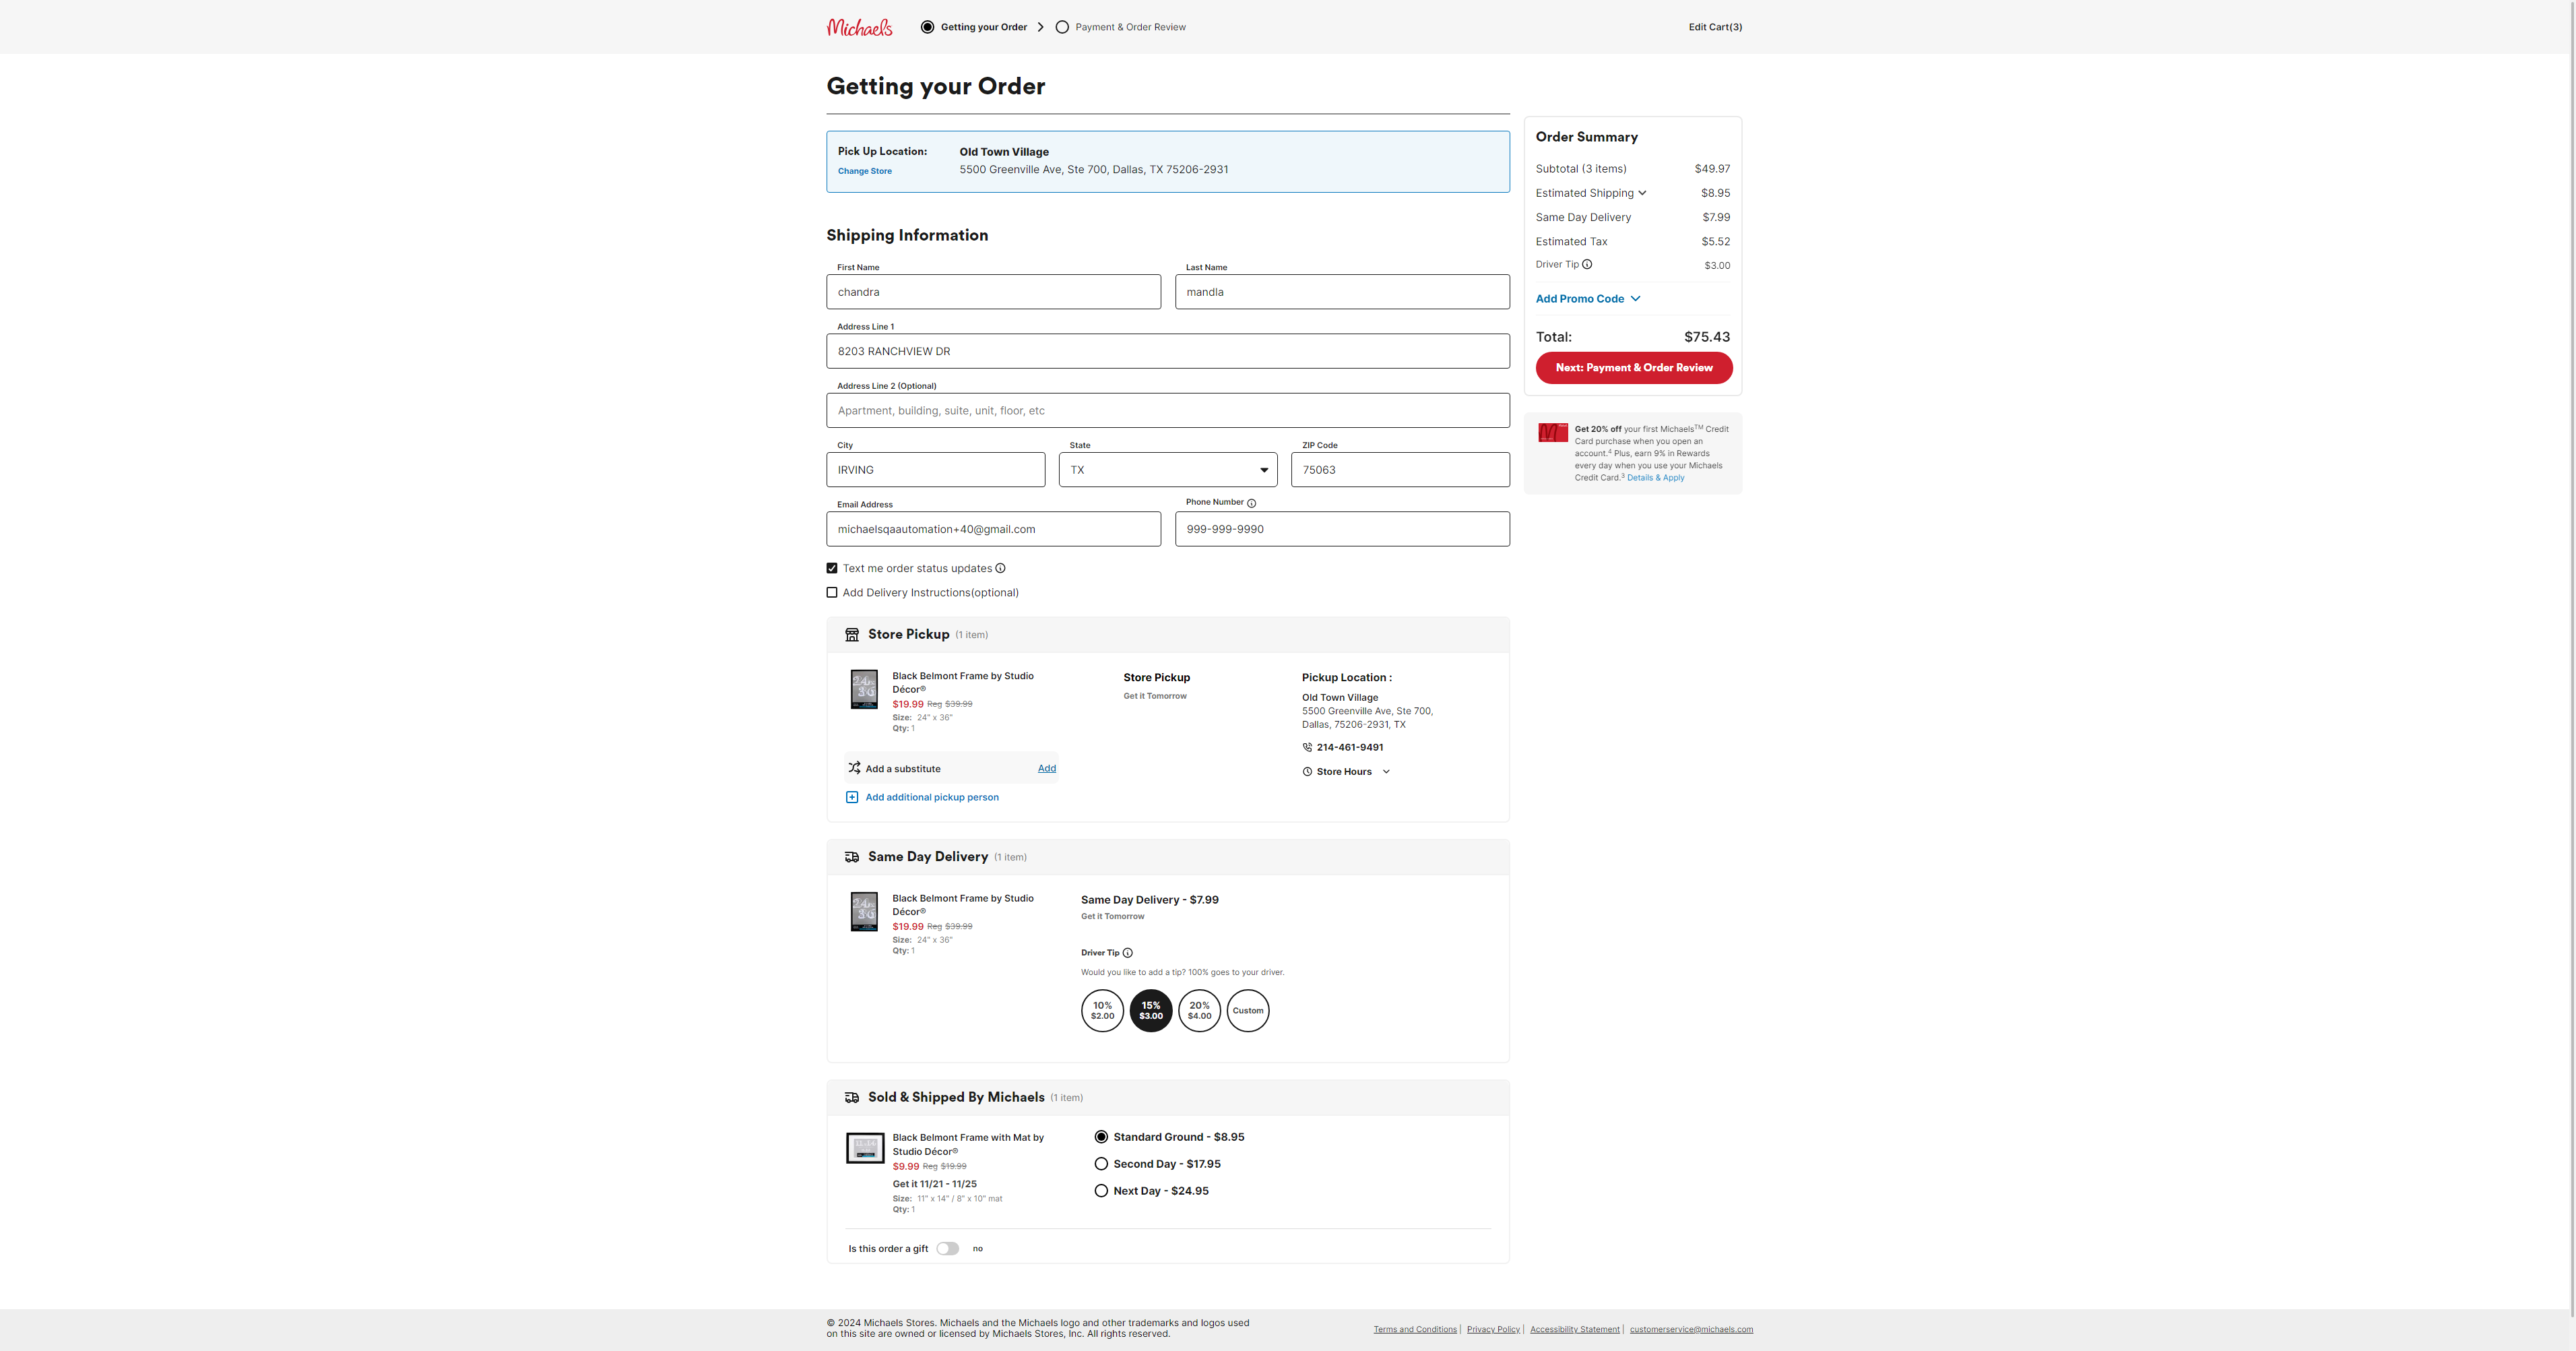 Michaels
Getting your Order
Payment & Order Review
Edit Cart(3)
Getting your Order
Pick Up Location:
Change Store
Old Town Village
5500 Greenville Ave, Ste 700, Dallas, TX 75206-2931
Shipping Information
First Name
Last Name
chandra
mandla
Address Line 1
8203 RANCHVIEW DR
Address Line 2 (Optional)
Apartment, building, suite, unit, floor, etc
City
State
ZIP Code
IRVING
TX
75063
Email Address
Phone Number
michaelsqaautomation+40@gmail.com
999-999-9990
Text me order status updates
Add Delivery Instructions(optional)
Order Summary
Subtotal (3 items) $49.97
Estimated Shipping $8.95
Same Day Delivery $7.99
Estimated Tax $5.52
Driver Tip $3.00
Add Promo Code
Total: $75.43
Next: Payment & Order Review
Get 20% off your first Michaels™ Credit
Card purchase when you open an
account.⁴ Plus, earn 9% in Rewards
every day when you use your Michaels
Credit Card.³ Details & Apply
Store Pickup (1 item)
Black Belmont Frame by Studio
Décor®
$19.99 Reg $39.99
Size: 24" x 36"
Qty: 1
Add a substitute
Add
Add additional pickup person
Store Pickup
Get it Tomorrow
Pickup Location :
Old Town Village
5500 Greenville Ave, Ste 700,
Dallas, 75206-2931, TX
214-461-9491
Store Hours
Same Day Delivery (1 item)
Black Belmont Frame by Studio
Décor®
$19.99 Reg $39.99
Size: 24" x 36"
Qty: 1
Same Day Delivery - $7.99
Get it Tomorrow
Driver Tip
Would you like to add a tip? 100% goes to your driver.
10%
$2.00
15%
$3.00
20%
$4.00
Custom
Sold & Shipped By Michaels (1 item)
Black Belmont Frame with Mat by
Studio Décor®
$9.99 Reg $19.99
Get it 11/21 - 11/25
Size: 11" x 14" / 8" x 10" mat
Qty: 1
Standard Ground - $8.95
Second Day - $17.95
Next Day - $24.95
Is this order a gift
no
© 2024 Michaels Stores. Michaels and the Michaels logo and other trademarks and logos used
on this site are owned or licensed by Michaels Stores, Inc. All rights reserved.
Terms and Conditions | Privacy Policy | Accessibility Statement | customerservice@michaels.com